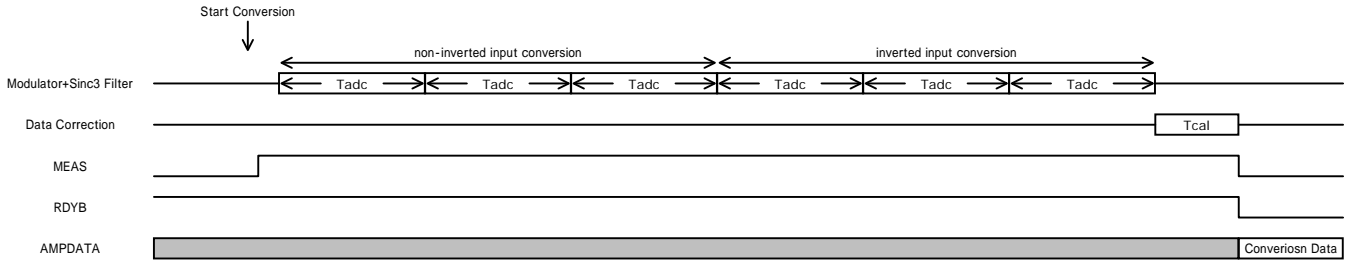 Start Conversion
non-inverted input conversion
inverted input conversion
Modulator+Sinc3 Filter
Tadc
Tadc
Tadc
Tadc
Tadc
Tadc
Data Correction
Tcal
MEAS
RDYB
AMPDATA
Converiosn Data